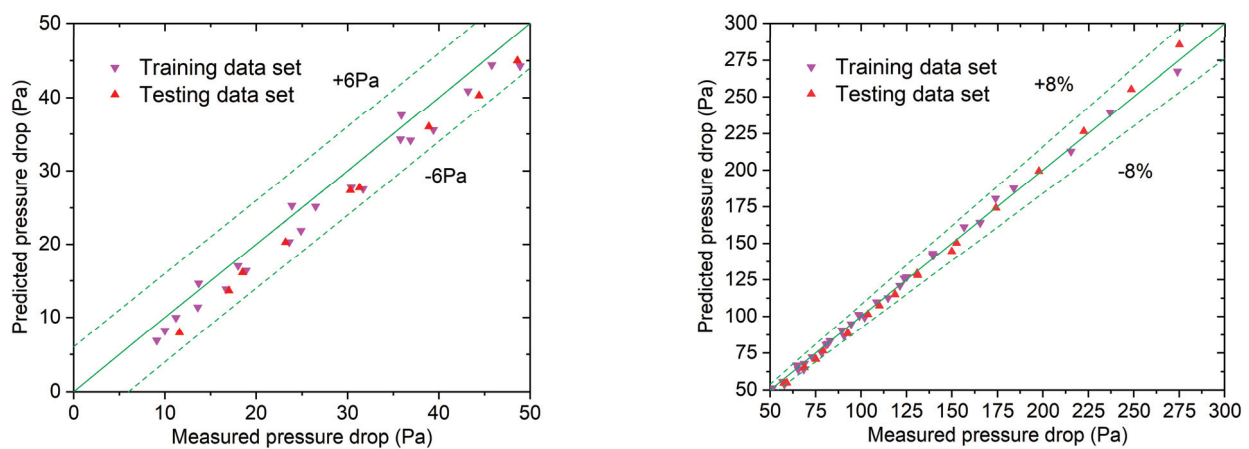 50
40
30
20
10
0
Predicted pressure drop (Pa)
Training data set
Testing data set
+6Pa
-6Pa
0 10 20 30 40 50
Measured pressure drop (Pa)
300
275
250
225
200
175
150
125
100
75
50
Predicted pressure drop (Pa)
Training data set
Testing data set
+8%
-8%
50 75 100 125 150 175 200 225 250 275 300
Measured pressure drop (Pa)